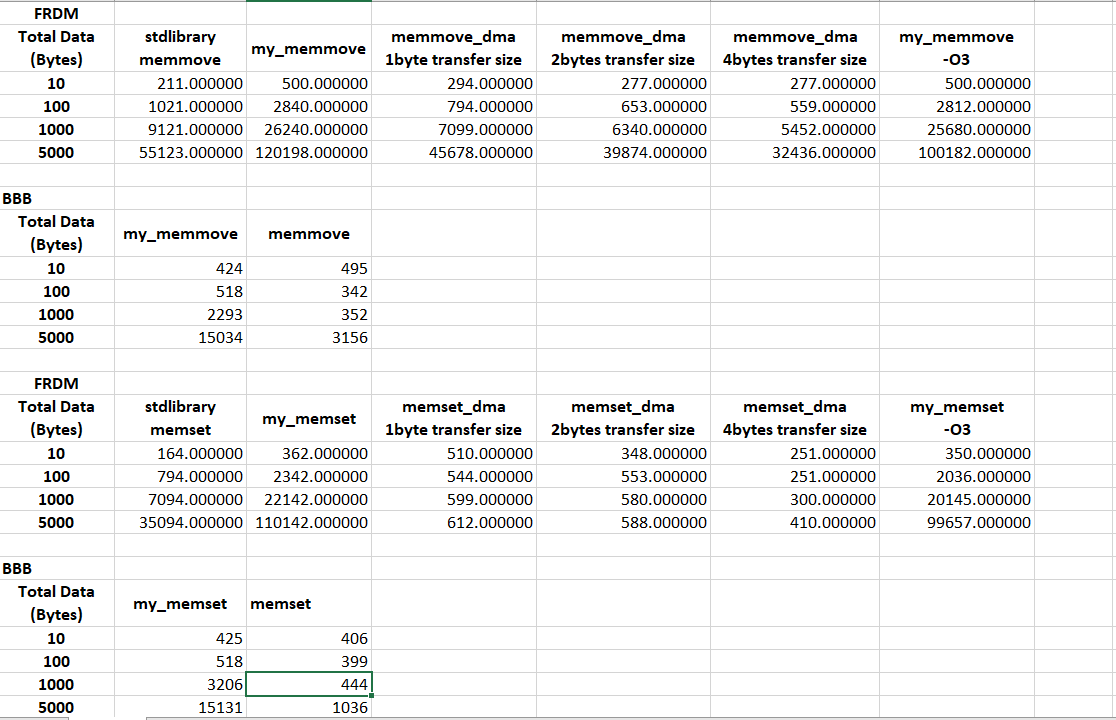 FRDM
Total Data (Bytes) stdlibrary memmove my_memmove memmove_dma 1byte transfer size memmove_dma 2bytes transfer size memmove_dma 4bytes transfer size my_memmove -O3
10 211.000000 500.000000 294.000000 277.000000 277.000000 500.000000
100 1021.000000 2840.000000 794.000000 653.000000 559.000000 2812.000000
1000 9121.000000 26240.000000 7099.000000 6340.000000 5452.000000 25680.000000
5000 55123.000000 120198.000000 45678.000000 39874.000000 32436.000000 100182.000000
BBB
Total Data (Bytes) my_memmove memmove
10 424 495
100 518 342
1000 2293 352
5000 15034 3156
FRDM
Total Data (Bytes) stdlibrary memset my_memset memset_dma 1byte transfer size memset_dma 2bytes transfer size memset_dma 4bytes transfer size my_memset -O3
10 164.000000 362.000000 510.000000 348.000000 251.000000 350.000000
100 794.000000 2342.000000 544.000000 553.000000 251.000000 2036.000000
1000 7094.000000 22142.000000 599.000000 580.000000 300.000000 20145.000000
5000 35094.000000 110142.000000 612.000000 588.000000 410.000000 99657.000000
BBB
Total Data (Bytes) my_memset memset
10 425 406
100 518 399
1000 3206 444
5000 15131 1036